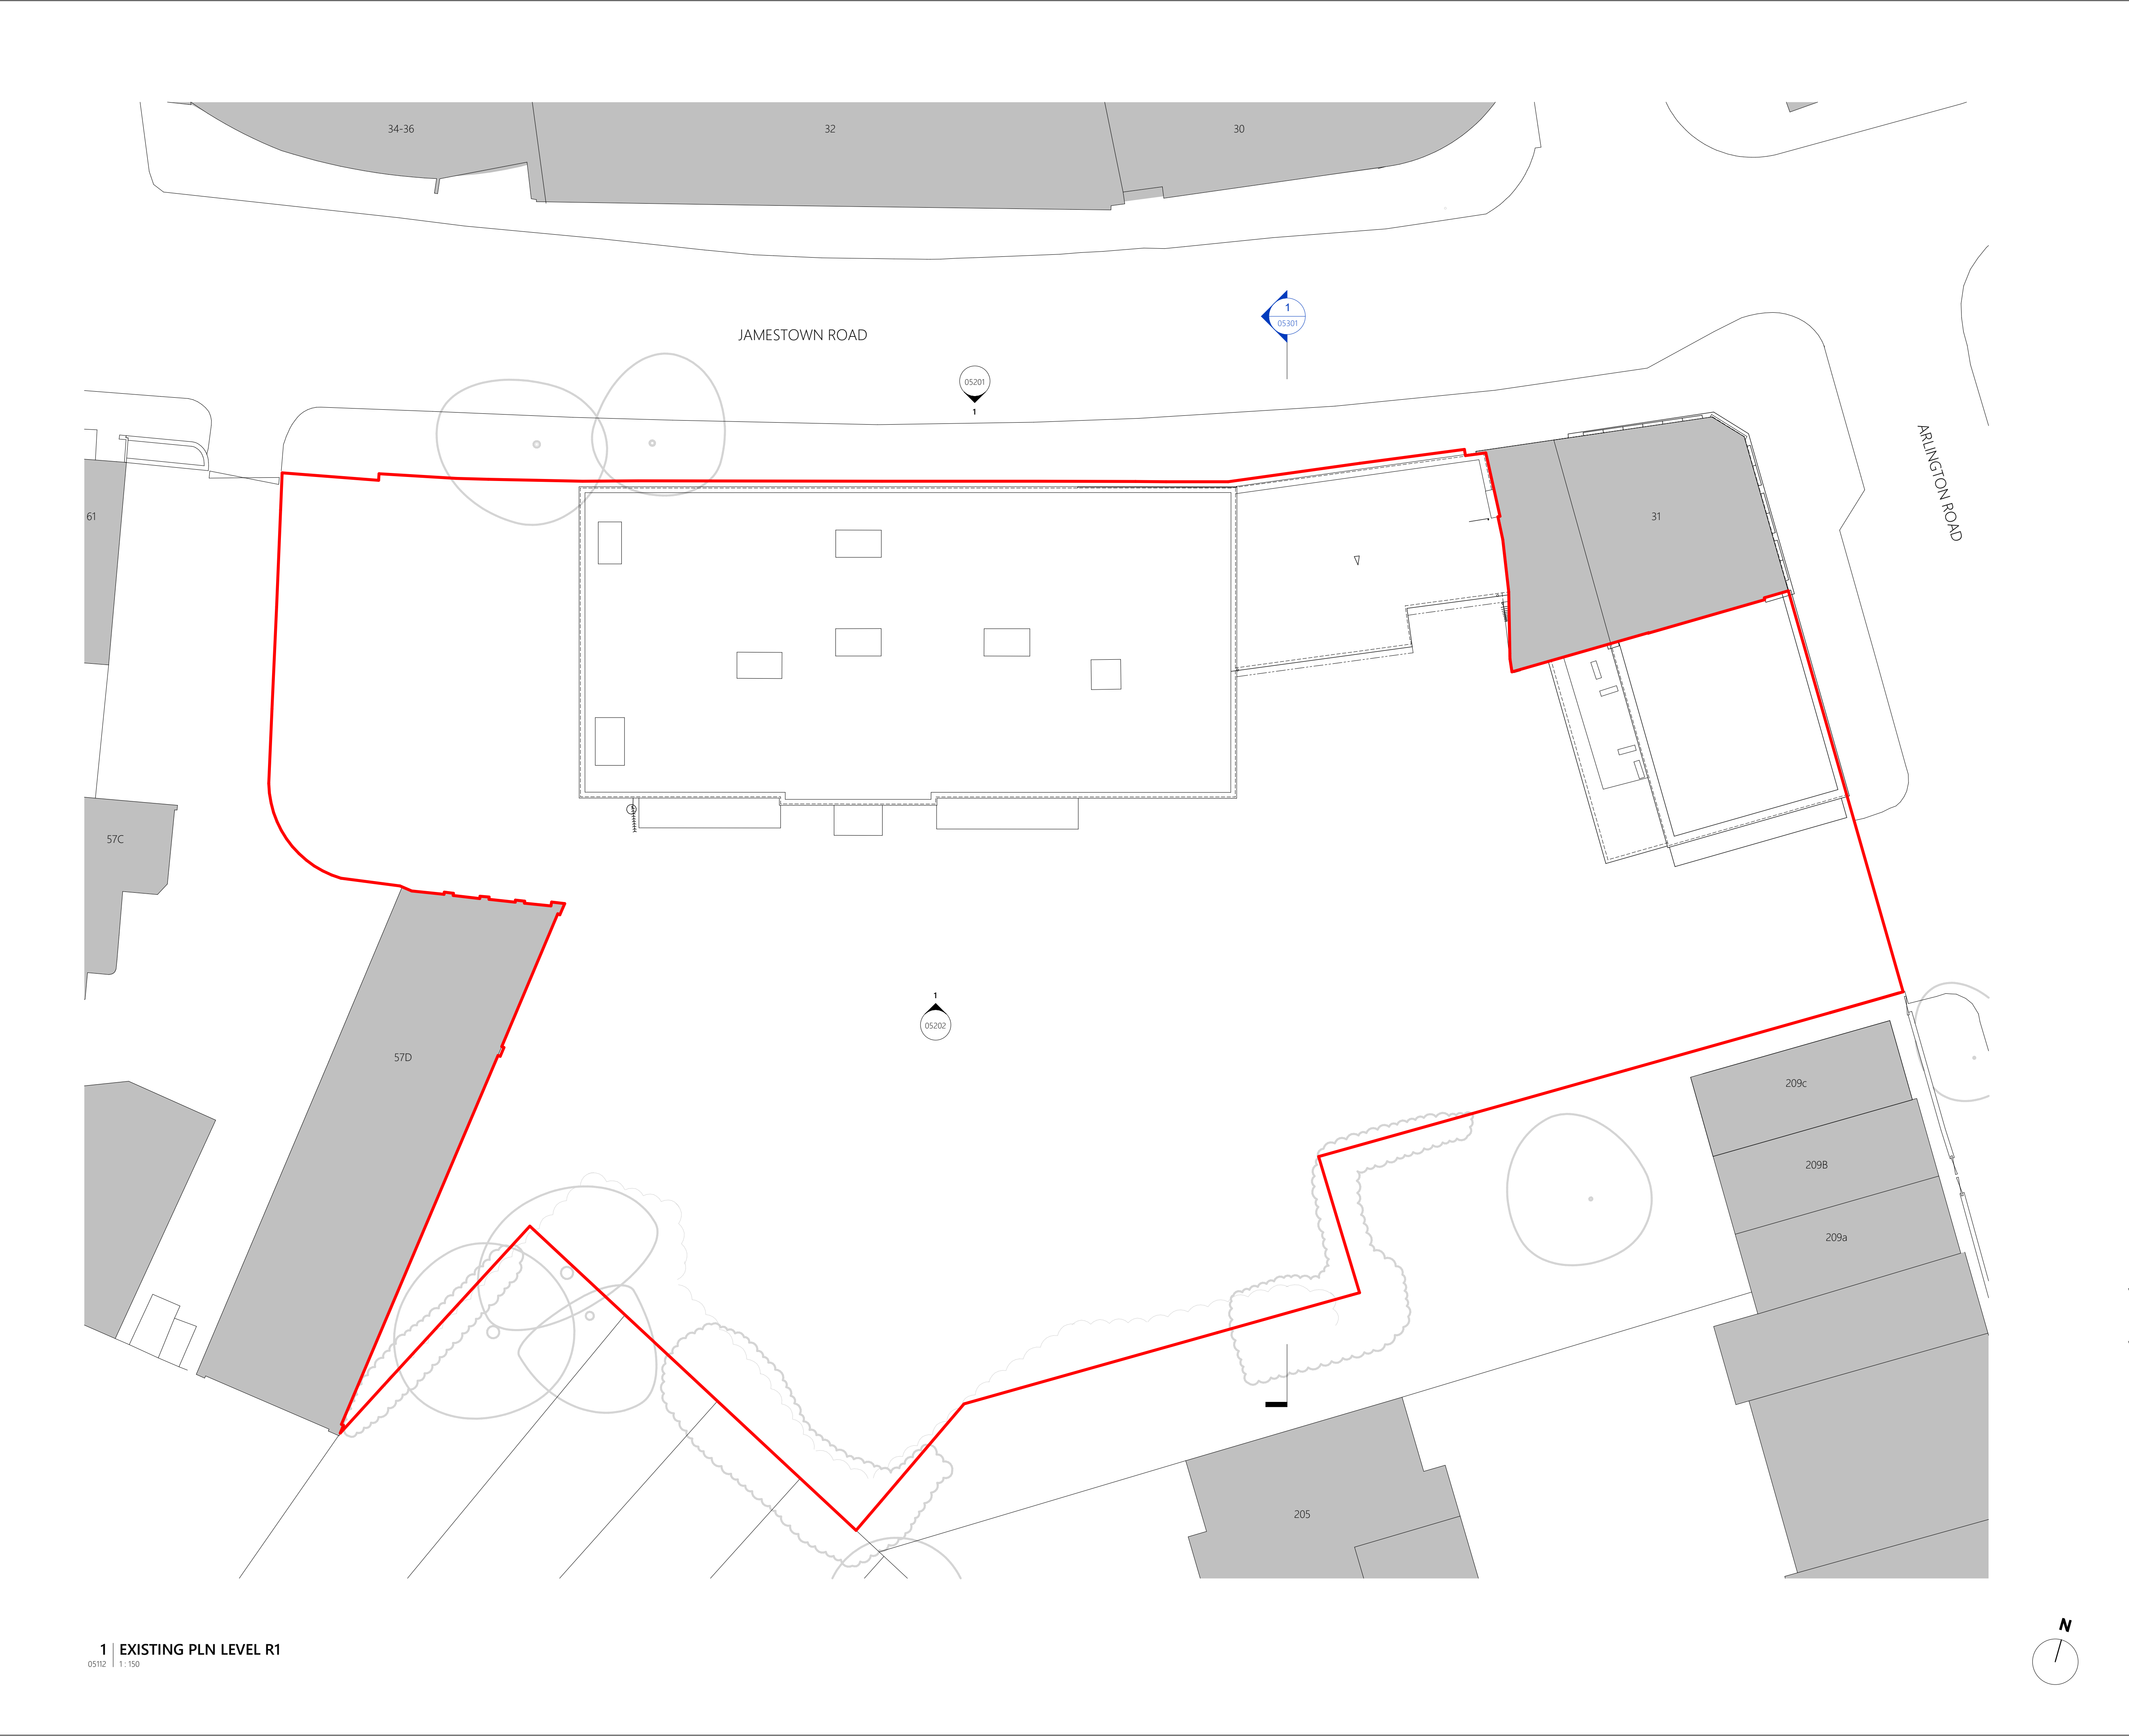 34-36
32
30
1
05301
JAMESTOWN ROAD
05201
1
ARLINGTON ROAD
61
31
57C
1
05202
57D
209c
209B
209a
205
N
1 EXISTING PLN LEVEL R1
05112 1 : 150